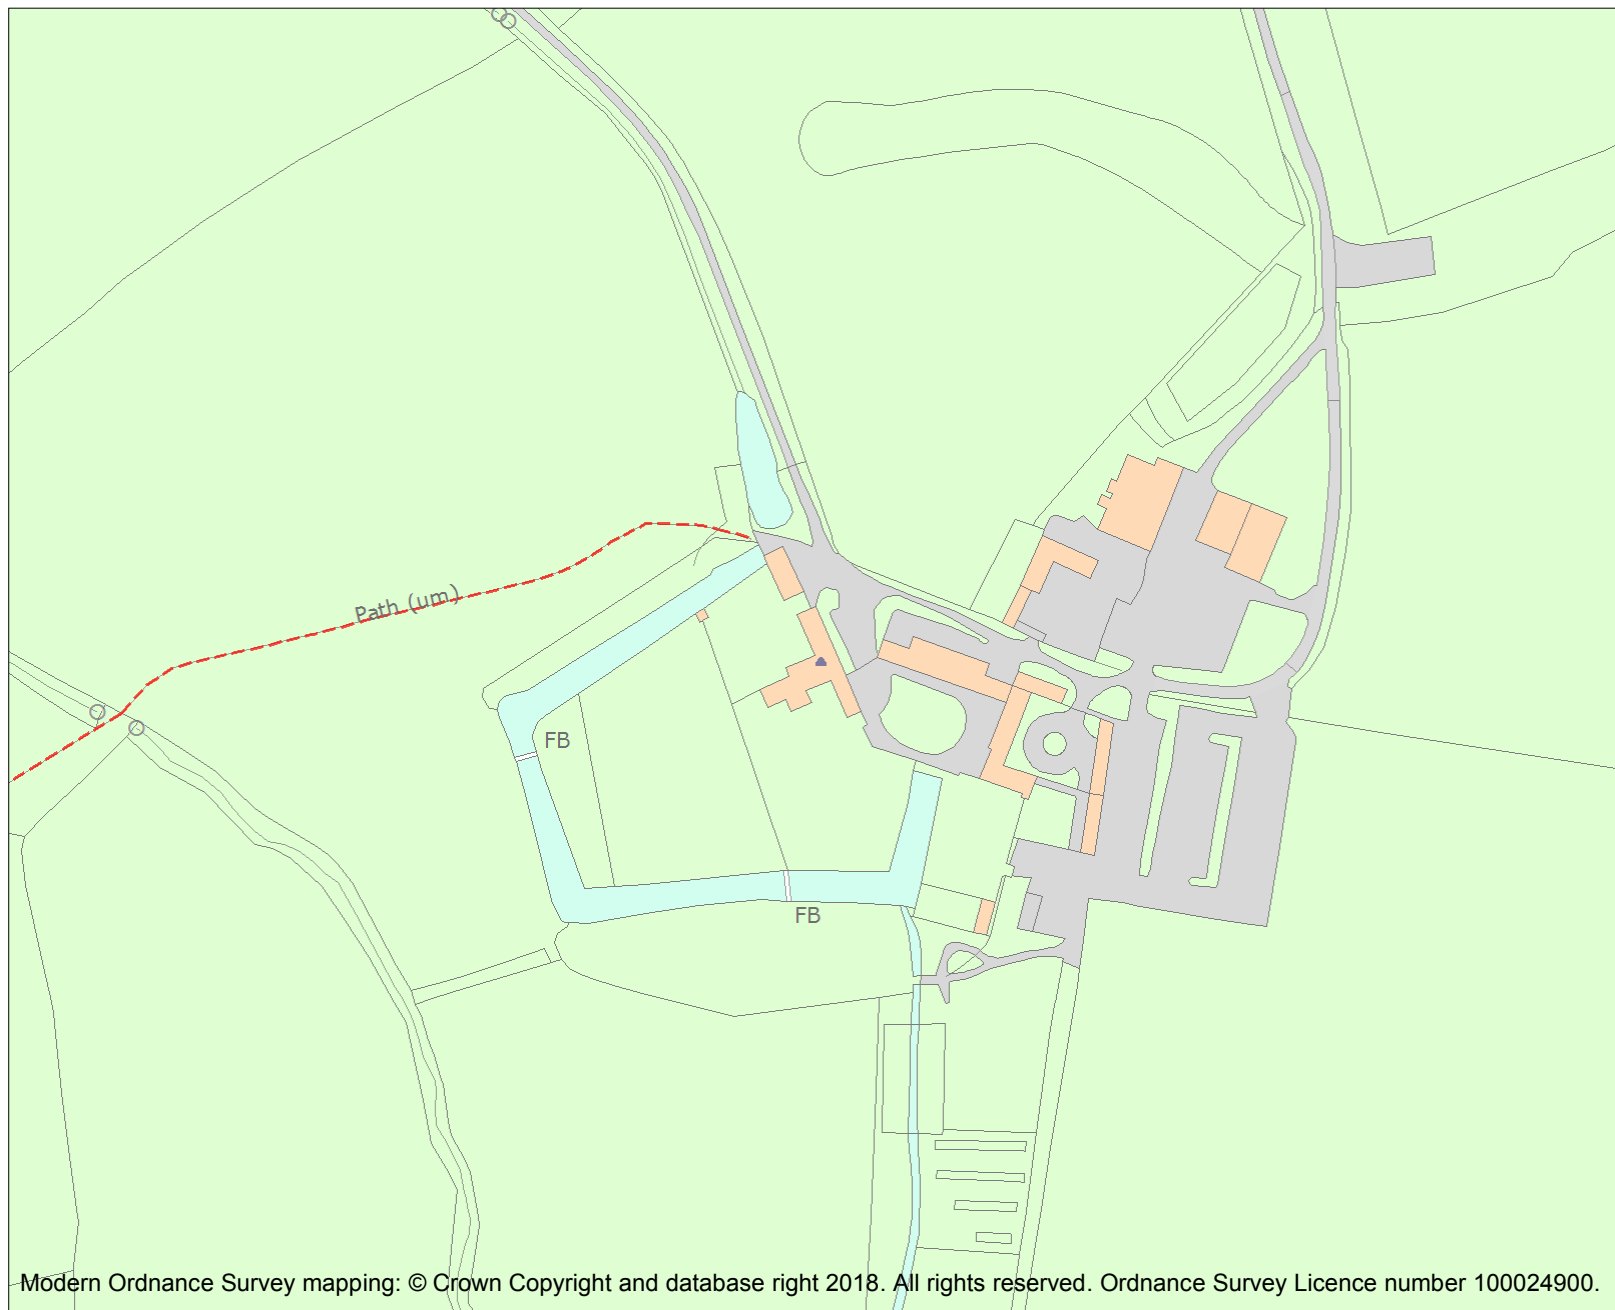 Path (um)
FB
FB
Modern Ordnance Survey mapping: © Crown Copyright and database right 2018. All rights reserved. Ordnance Survey Licence number 100024900.